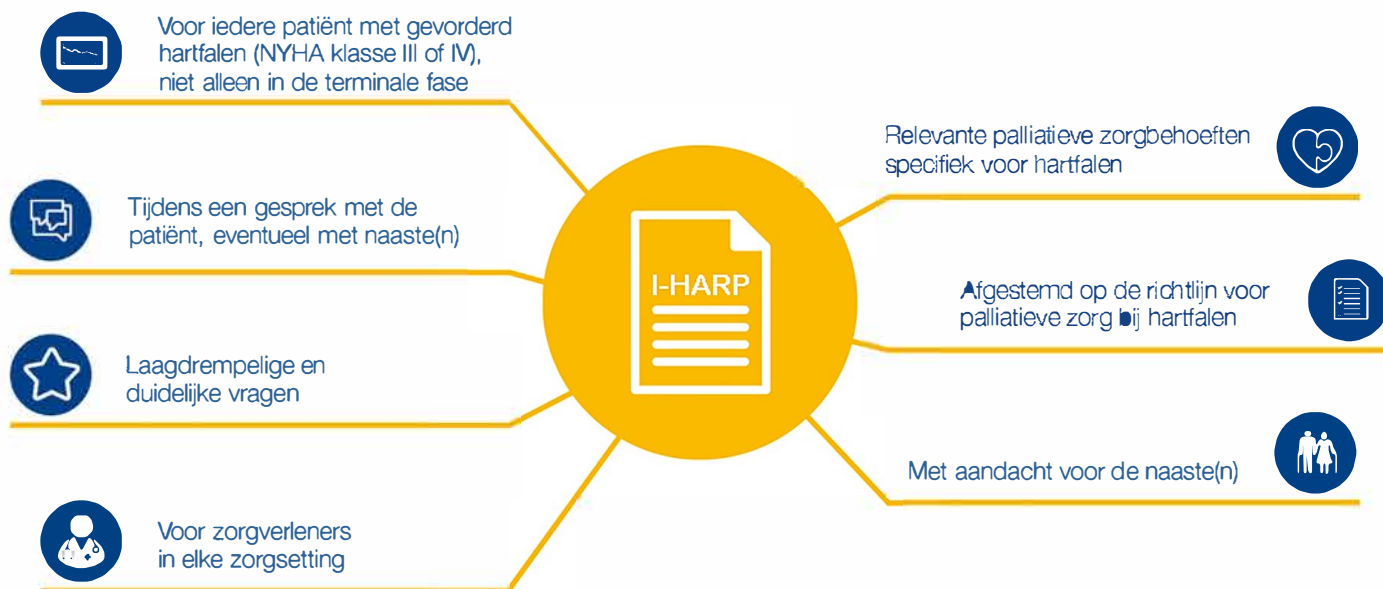 Voor iedere patiënt met gevorderd
hartfalen (NYHA klasse III of IV),
niet alleen in de terminale fase
Tijdens een gesprek met de
patiënt, eventueel met naaste(n)
Laagdrempelige en
duidelijke vragen
Voor zorgverleners
in elke zorgsetting
I-HARP
Relevante palliatieve zorgbehoeften
specifiek voor hartfalen
Afgestemd op de richtlijn voor
palliatieve zorg bij hartfalen
Met aandacht voor de naaste(n)